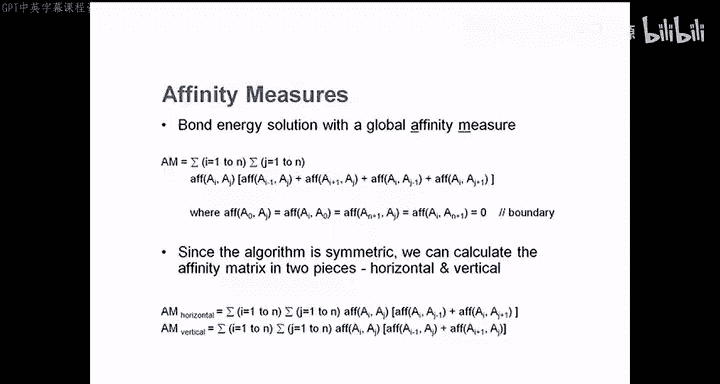 GPT中英字幕课程
bilibili
Affinity Measures
• Bond energy solution with a global affinity measure
AM = Σ (i=1 to n) Σ (j=1 to n)
aff(Aᵢ, Aⱼ) [aff(Aᵢ₋₁, Aⱼ) + aff(Aᵢ₊₁, Aⱼ) + aff(Aᵢ, Aⱼ₋₁) + aff(Aᵢ, Aⱼ₊₁) ]
where aff(A₀, Aⱼ) = aff(Aᵢ, A₀) = aff(Aₙ₊₁, Aⱼ) = aff(Aᵢ, Aₙ₊₁) = 0 // boundary
• Since the algorithm is symmetric, we can calculate the
affinity matrix in two pieces - horizontal & vertical
AM horizontal = Σ (i=1 to n) Σ (j=1 to n) aff(Aᵢ, Aⱼ) [aff(Aᵢ, Aⱼ₋₁) + aff(Aᵢ, Aⱼ₊₁) ]
AM vertical = Σ (i=1 to n) Σ (j=1 to n) aff(Aᵢ, Aⱼ) [aff(Aᵢ₋₁, Aⱼ) + aff(Aᵢ₊₁, Aⱼ)]